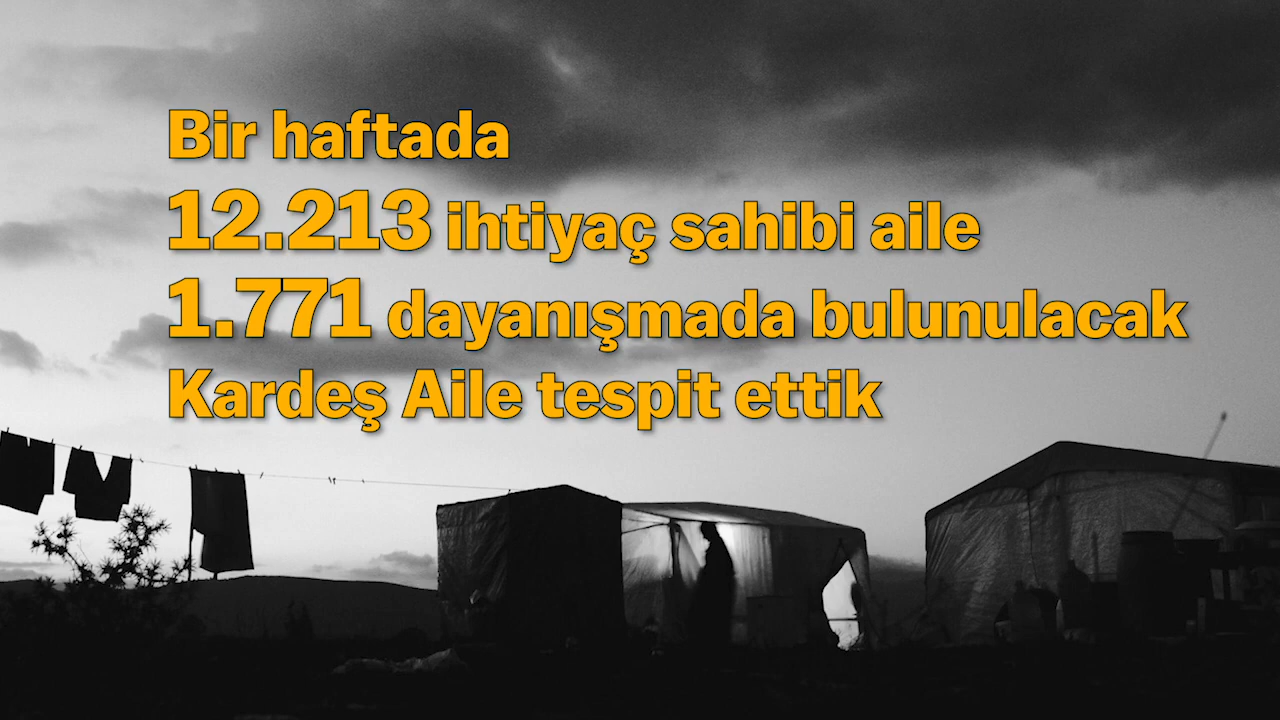 Bir haftada
12.213 ihtiyaç sahibi aile
1.771 dayanışmada bulunulacak
Kardeş Aile tespit ettik